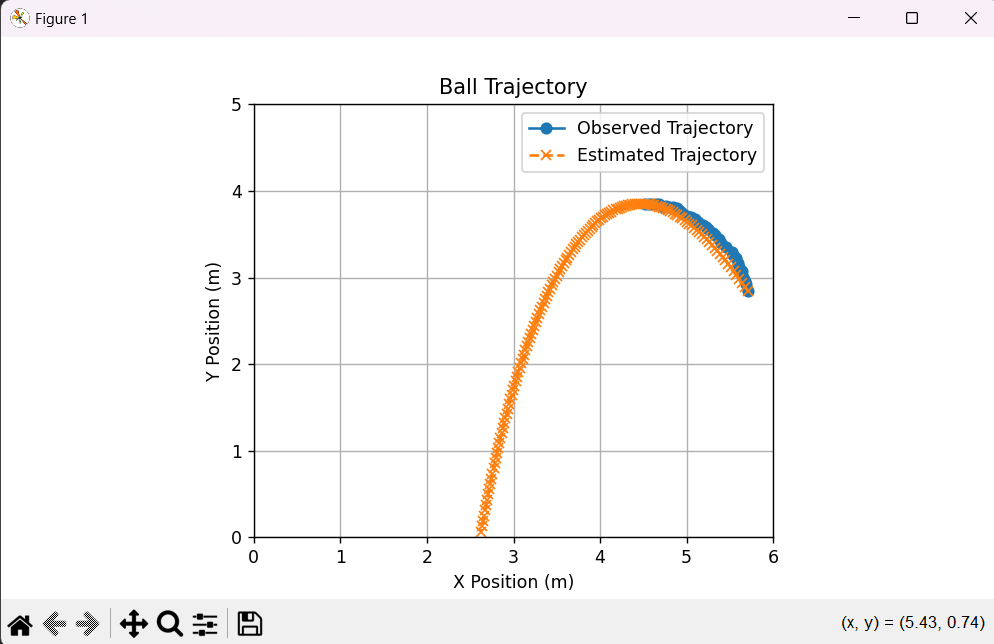 Figure 1
Ball Trajectory
Observed Trajectory
Estimated Trajectory
5
4
3
2
1
0
Y Position (m)
0 1 2 3 4 5 6
X Position (m)
(x, y) = (5.43, 0.74)